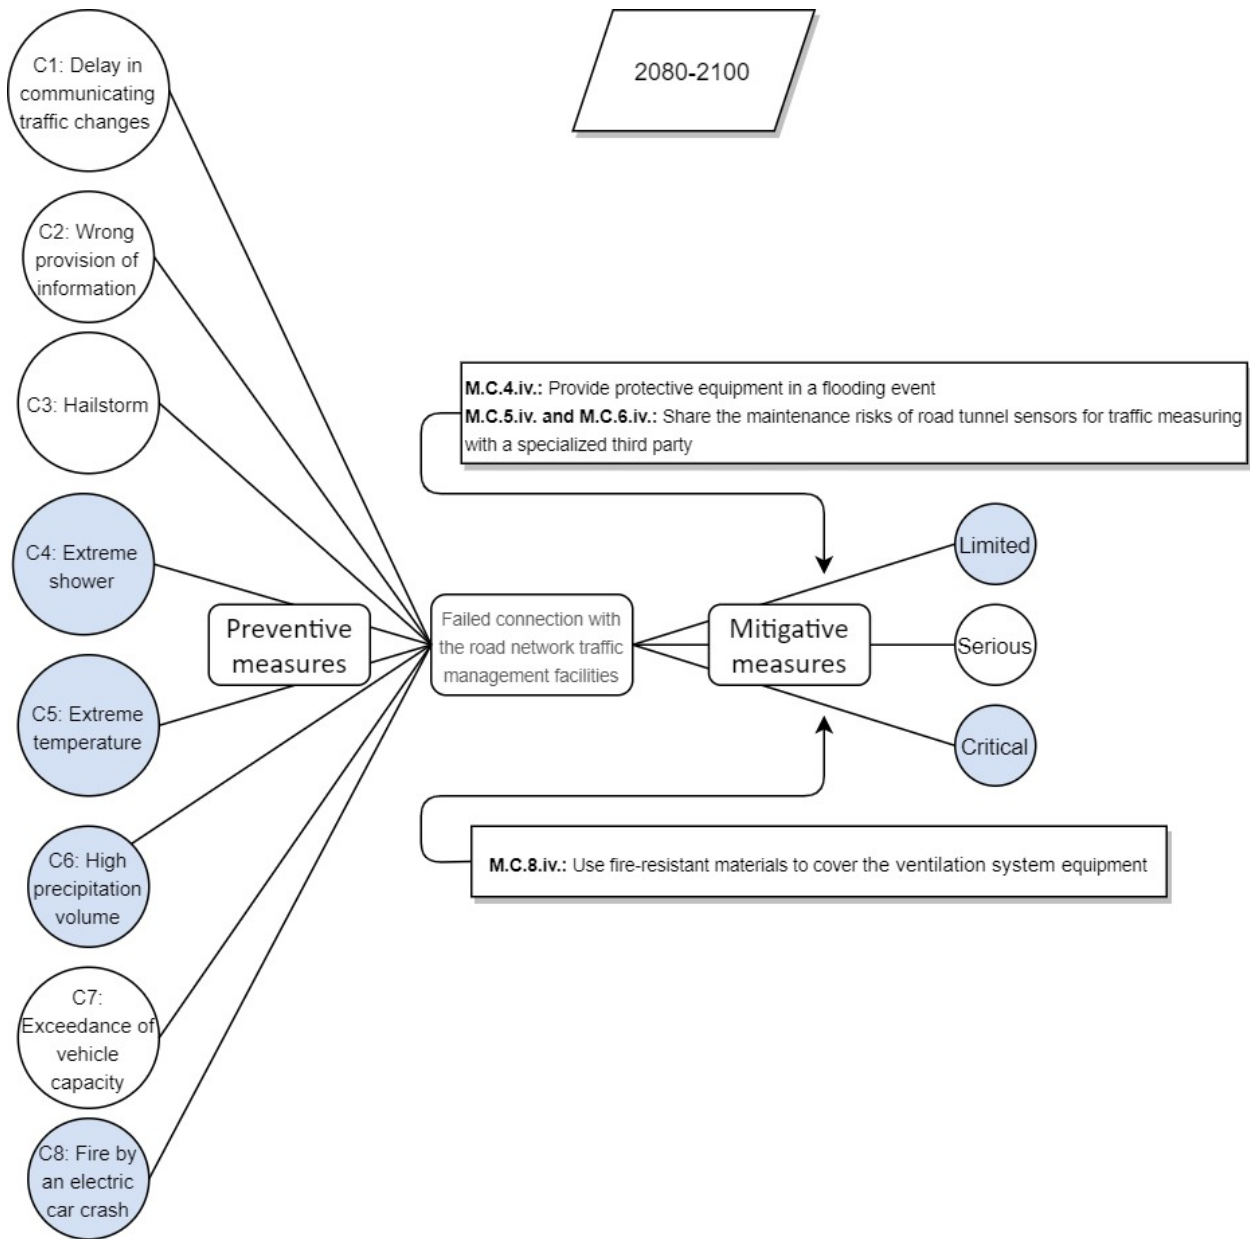 2080-2100
C1: Delay in
communicating
traffic changes
C2: Wrong
provision of
information
C3: Hailstorm
C4: Extreme
shower
C5: Extreme
temperature
C6: High
precipitation
volume
C7:
Exceedance of
vehicle
capacity
C8: Fire by
an electric
car crash
Preventive
measures
Failed connection with
the road network traffic
management facilities
M.C.4.iv.: Provide protective equipment in a flooding event
M.C.5.iv. and M.C.6.iv.: Share the maintenance risks of road tunnel sensors for traffic measuring
with a specialized third party
Mitigative
measures
M.C.8.iv.: Use fire-resistant materials to cover the ventilation system equipment
Limited
Serious
Critical